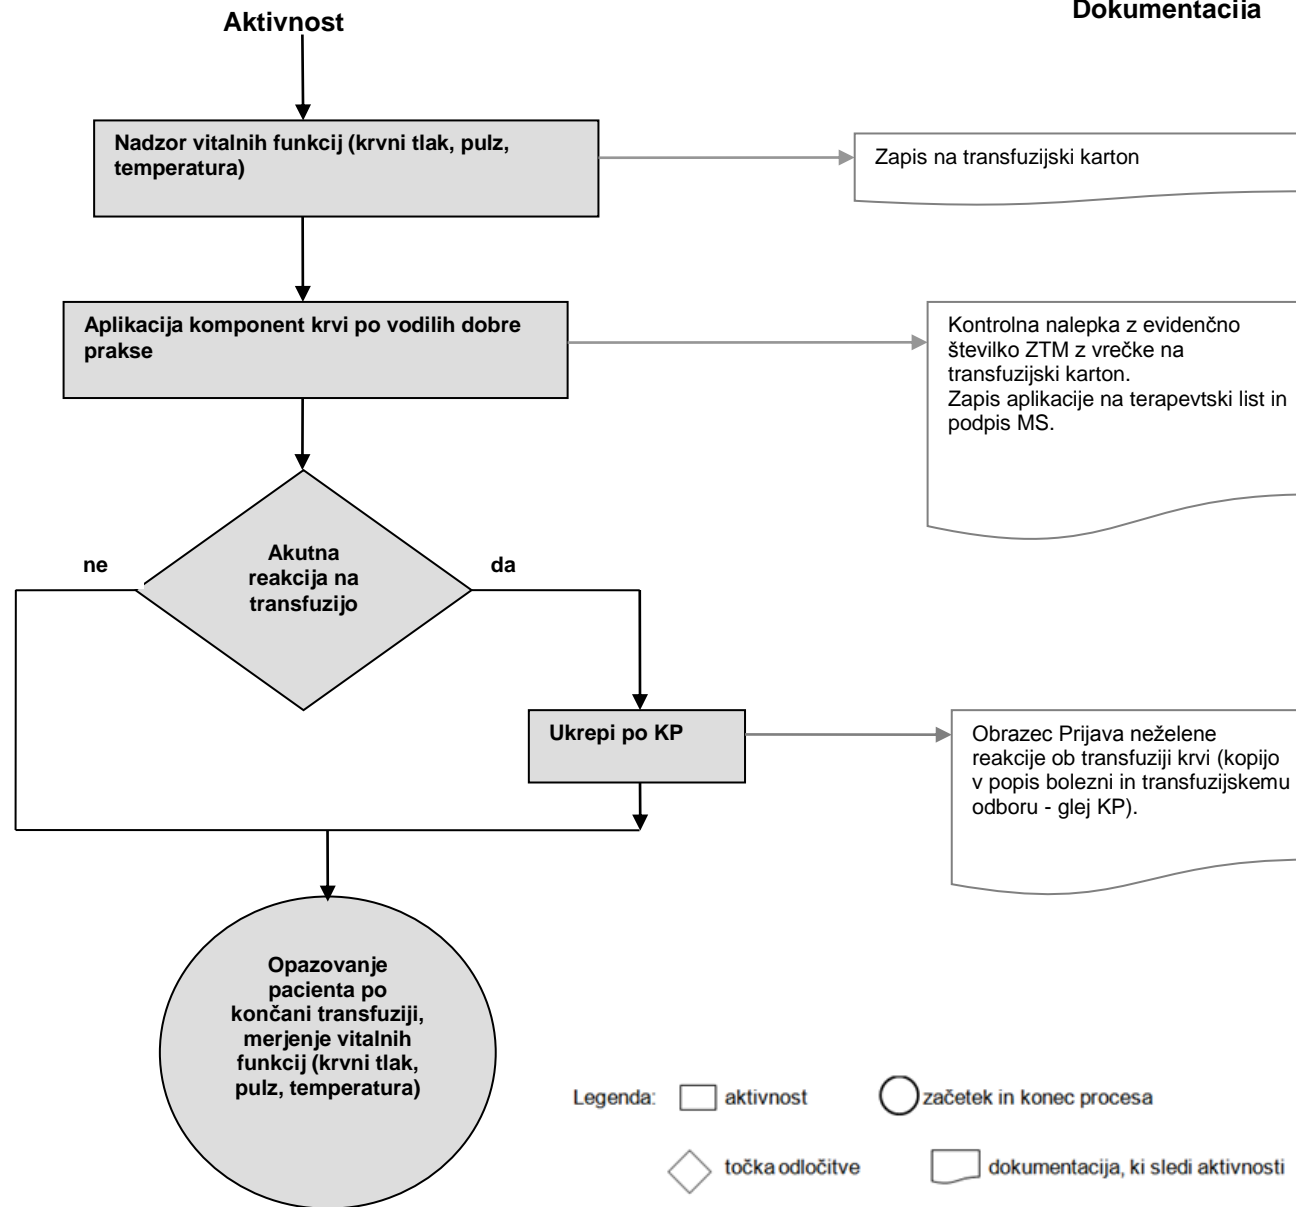 Aktivnost
Dokumentacija
Nadzor vitalnih funkcij (krvni tlak, pulz,
temperatura)
Zapis na transfuzijski karton
Aplikacija komponent krvi po vodilih dobre
prakse
Kontrolna nalepka z evidenčno
številko ZTM z vrečke na
transfuzijski karton.
Zapis aplikacije na terapevtski list in
podpis MS.
ne
Akutna
reakcija na
transfuzijo
da
Ukrepi po KP
Obrazec Prijava neželene
reakcije ob transfuziji krvi (kopijo
v popis bolezni in transfuzijskemu
odboru - glej KP).
Opazovanje
pacienta po
končani transfuziji,
merjenje vitalnih
funkcij (krvni tlak,
pulz, temperatura)
Legenda:
aktivnost
začetek in konec procesa
točka odločitve
dokumentacija, ki sledi aktivnosti